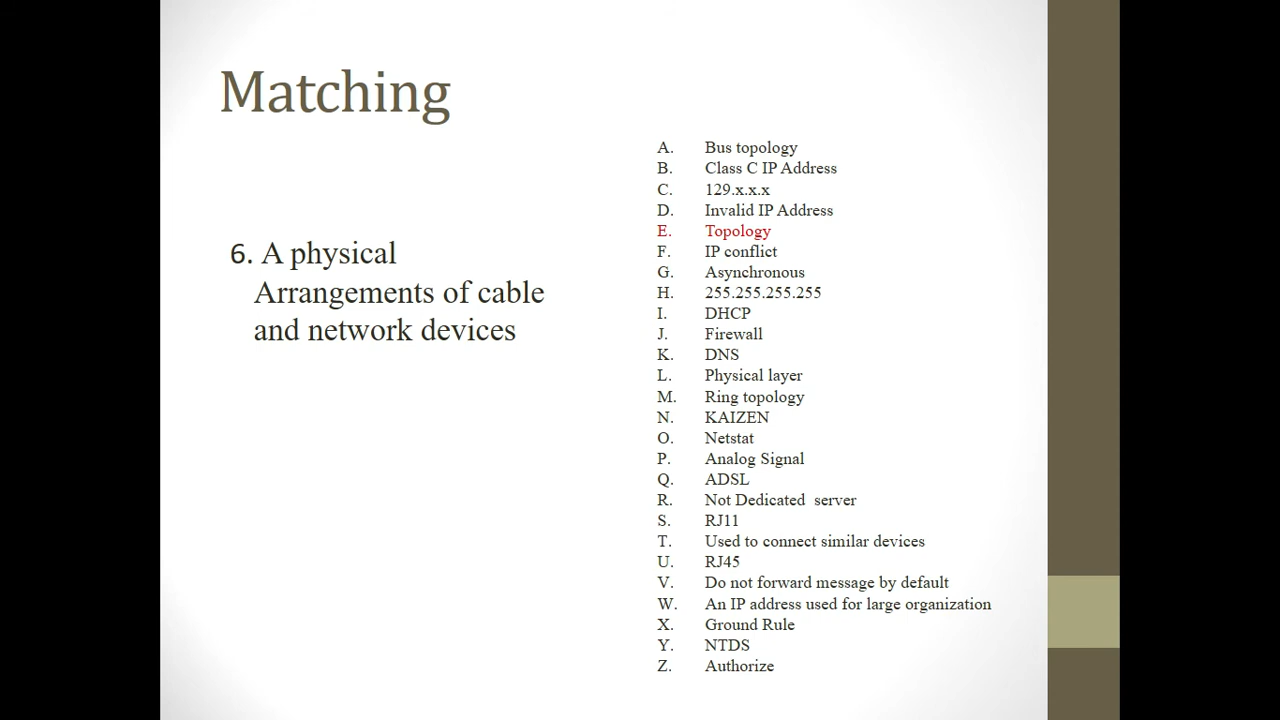 Matching
6. A physical
Arrangements of cable
and network devices
A. Bus topology
B. Class C IP Address
C. 129.x.x.x
D. Invalid IP Address
E. Topology
F. IP conflict
G. Asynchronous
H. 255.255.255.255
I. DHCP
J. Firewall
K. DNS
L. Physical layer
M. Ring topology
N. KAIZEN
O. Netstat
P. Analog Signal
Q. ADSL
R. Not Dedicated server
S. RJ11
T. Used to connect similar devices
U. RJ45
V. Do not forward message by default
W. An IP address used for large organization
X. Ground Rule
Y. NTDS
Z. Authorize